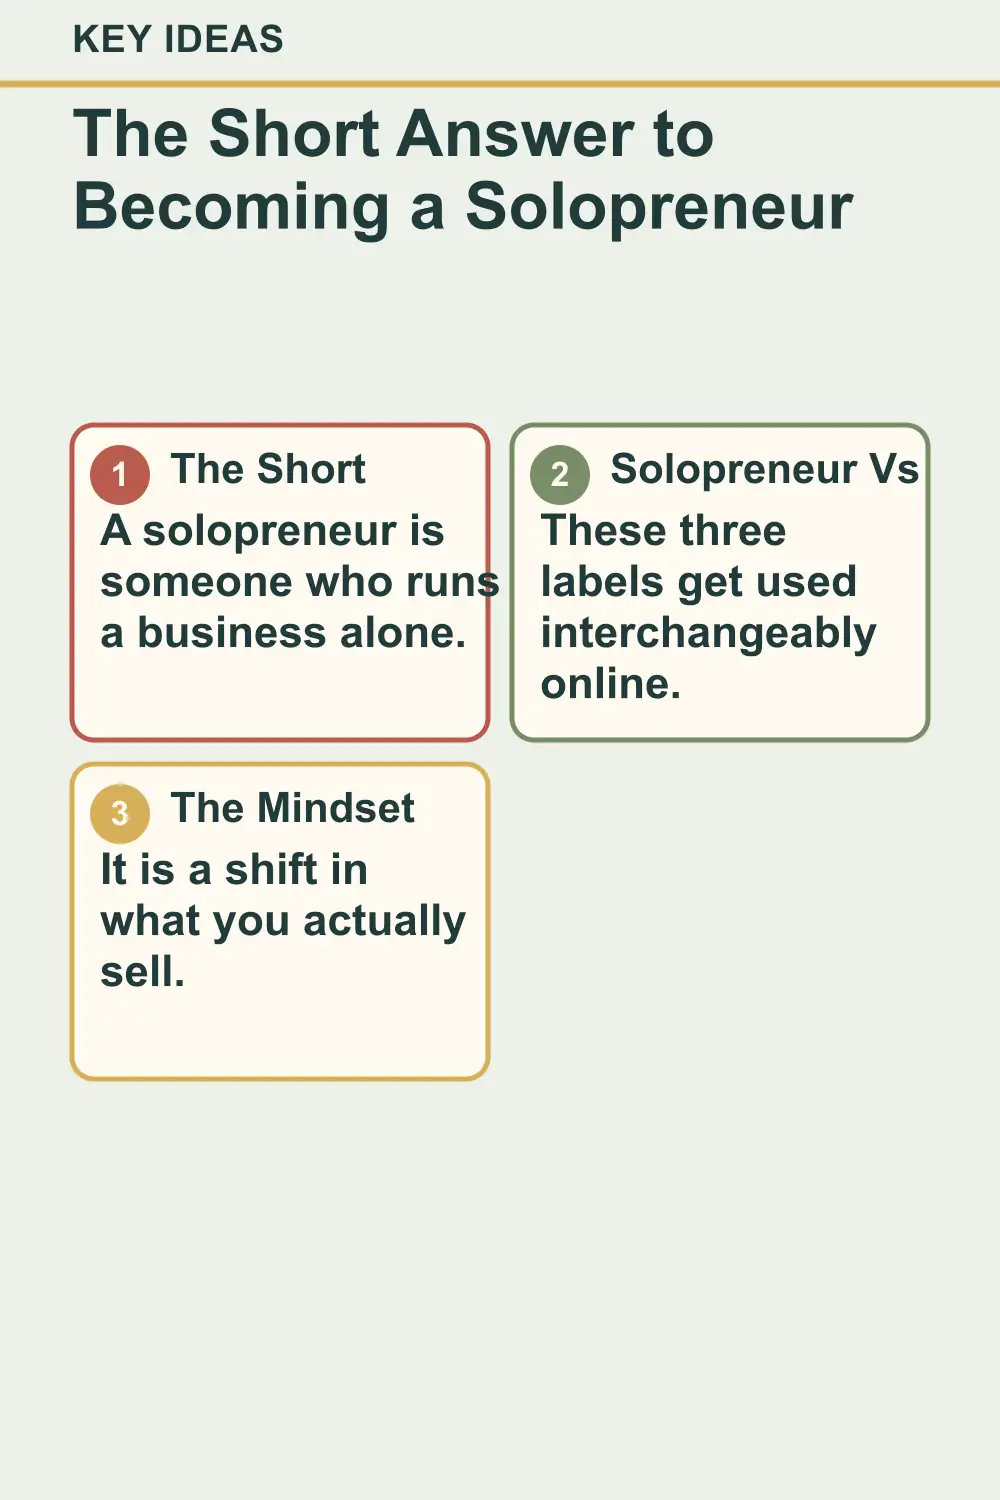 KEY IDEAS
The Short Answer to
Becoming a Solopreneur
1 The Short
A solopreneur is
someone who runs
a business alone.
2 Solopreneur Vs
These three
labels get used
interchangeably
online.
3 The Mindset
It is a shift in
what you actually
sell.